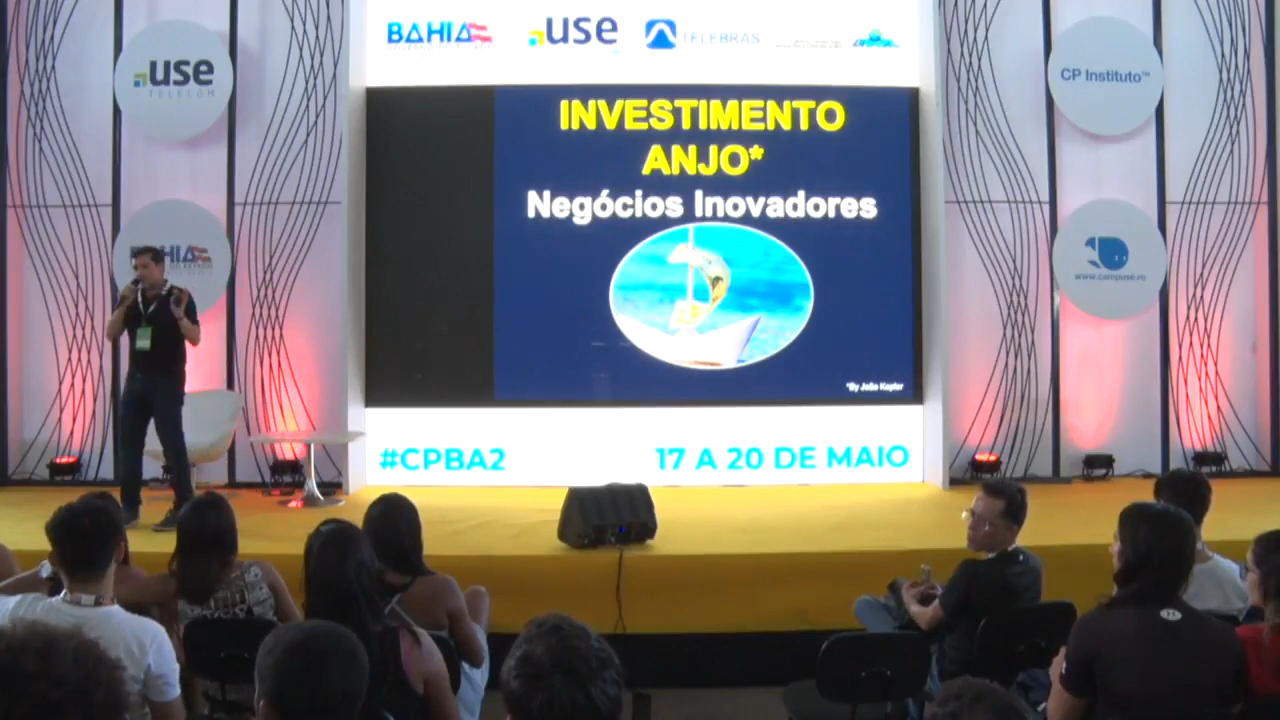 BAHIA
USE
TELEBRAS
USE
TELECOM
CP Instituto™
INVESTIMENTO
ANJO*
Negócios Inovadores
BAHIA
www.campuse.ro
*By João Kepler
#CPBA2
17 A 20 DE MAIO